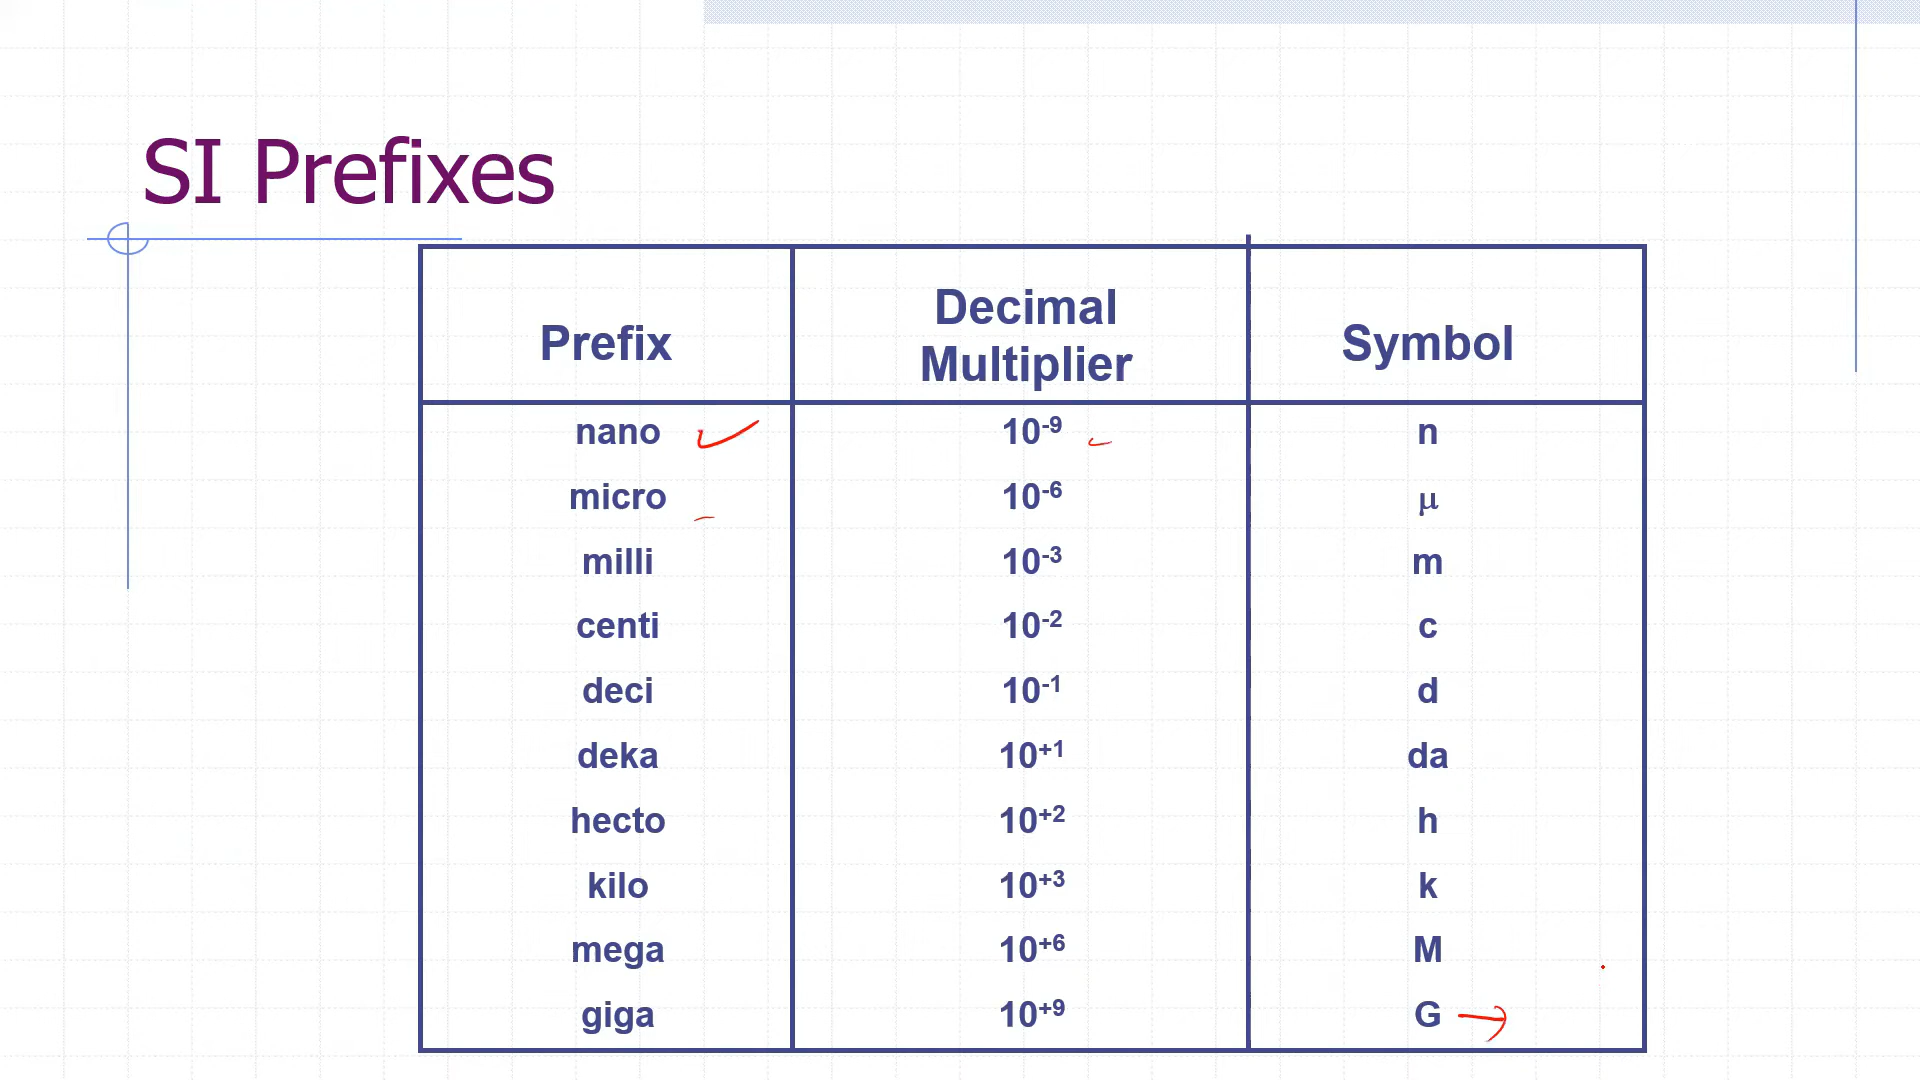 SI Prefixes
Prefix Decimal Multiplier Symbol
nano 10⁻⁹ n
micro 10⁻⁶ μ
milli 10⁻³ m
centi 10⁻² c
deci 10⁻¹ d
deka 10⁺¹ da
hecto 10⁺² h
kilo 10⁺³ k
mega 10⁺⁶ M
giga 10⁺⁹ G